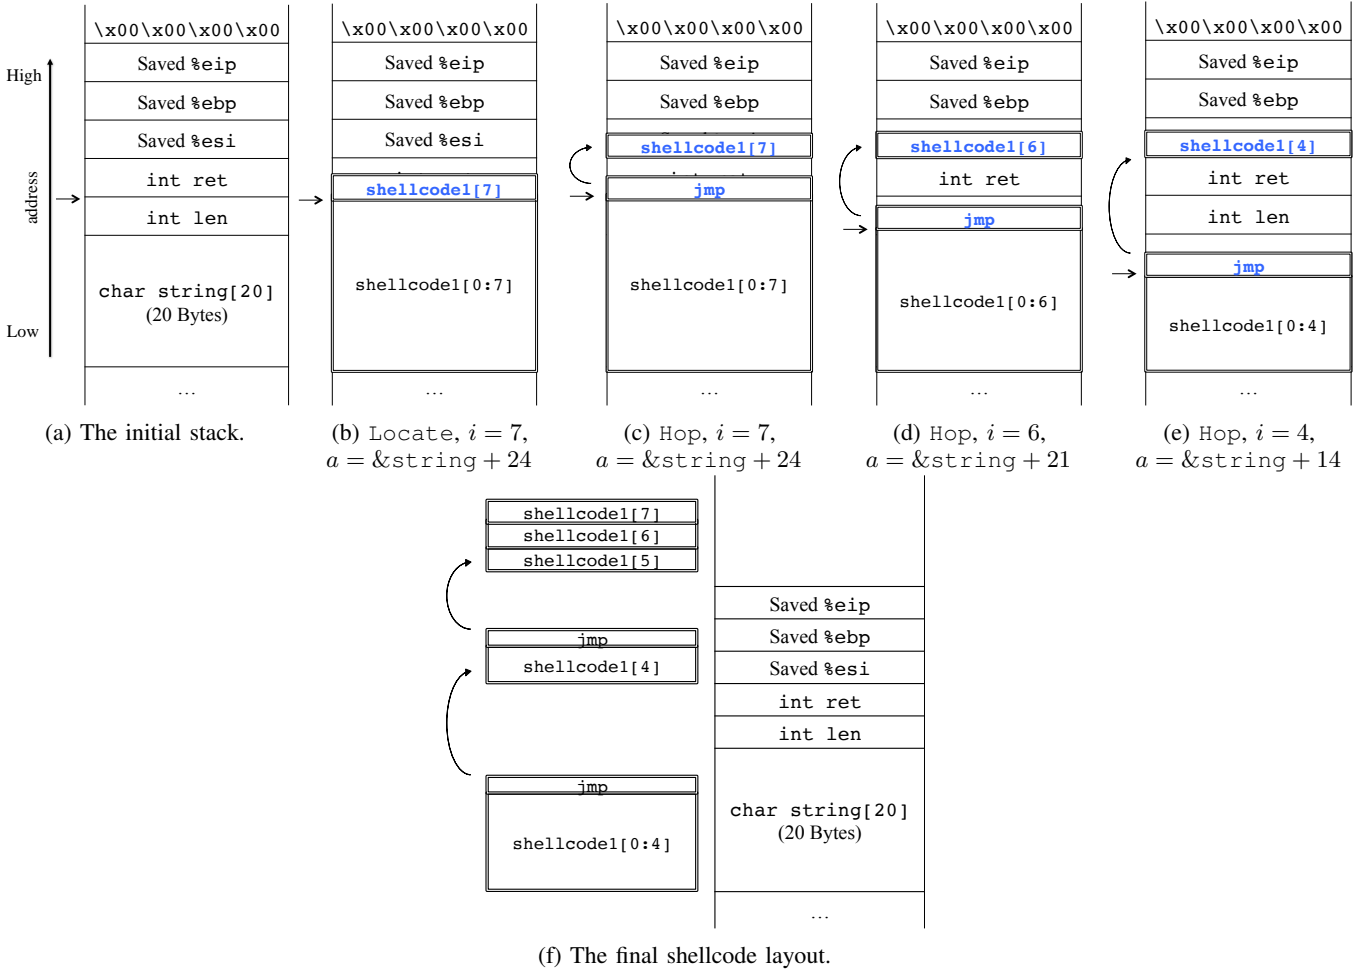 \x00\x00\x00\x00
Saved %eip
Saved %ebp
Saved %esi
int ret
int len
char string[20]
(20 Bytes)
...
High
address
Low
(a) The initial stack.
\x00\x00\x00\x00
Saved %eip
Saved %ebp
Saved %esi
shellcode1[7]
shellcode1[0:7]
...
(b) Locate, i = 7,
a = &string + 24
\x00\x00\x00\x00
Saved %eip
Saved %ebp
shellcode1[7]
jmp
shellcode1[0:7]
...
(c) Hop, i = 7,
a = &string + 24
\x00\x00\x00\x00
Saved %eip
Saved %ebp
shellcode1[6]
int ret
jmp
shellcode1[0:6]
...
(d) Hop, i = 6,
a = &string + 21
\x00\x00\x00\x00
Saved %eip
Saved %ebp
shellcode1[4]
int ret
int len
jmp
shellcode1[0:4]
...
(e) Hop, i = 4,
a = &string + 14
shellcode1[7]
shellcode1[6]
shellcode1[5]
jmp
shellcode1[4]
jmp
shellcode1[0:4]
Saved %eip
Saved %ebp
Saved %esi
int ret
int len
char string[20]
(20 Bytes)
...
(f) The final shellcode layout.